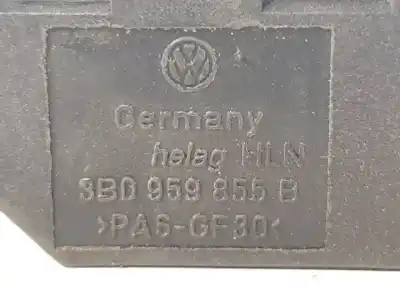 Germany
helag HLN
3B0 959 855 B
>PA6-GF30<